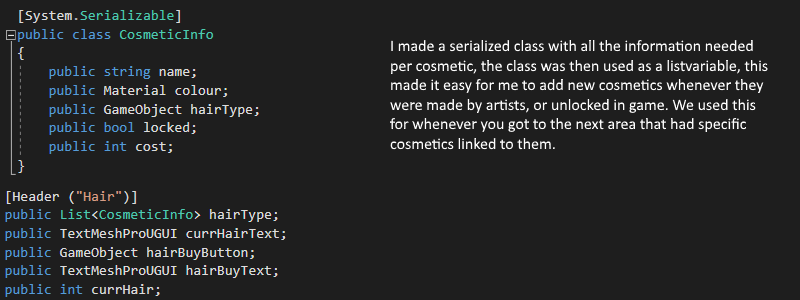 [System.Serializable]
public class CosmeticInfo
{
public string name;
public Material colour;
public GameObject hairType;
public bool locked;
public int cost;
}
[Header ("Hair")]
public List<CosmeticInfo> hairType;
public TextMeshProUGUI currHairText;
public GameObject hairBuyButton;
public TextMeshProUGUI hairBuyText;
public int currHair;
I made a serialized class with all the information needed
per cosmetic, the class was then used as a listvariable, this
made it easy for me to add new cosmetics whenever they
were made by artists, or unlocked in game. We used this
for whenever you got to the next area that had specific
cosmetics linked to them.